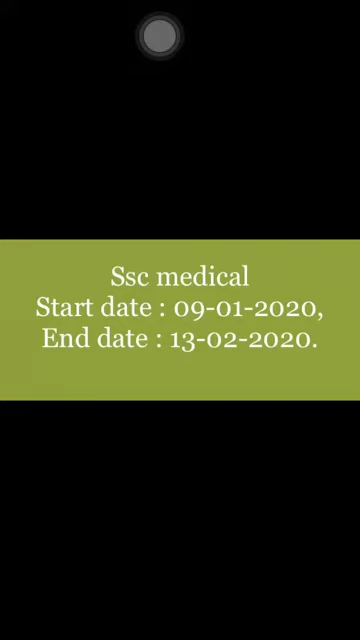 Ssc medical
Start date : 09-01-2020,
End date : 13-02-2020.